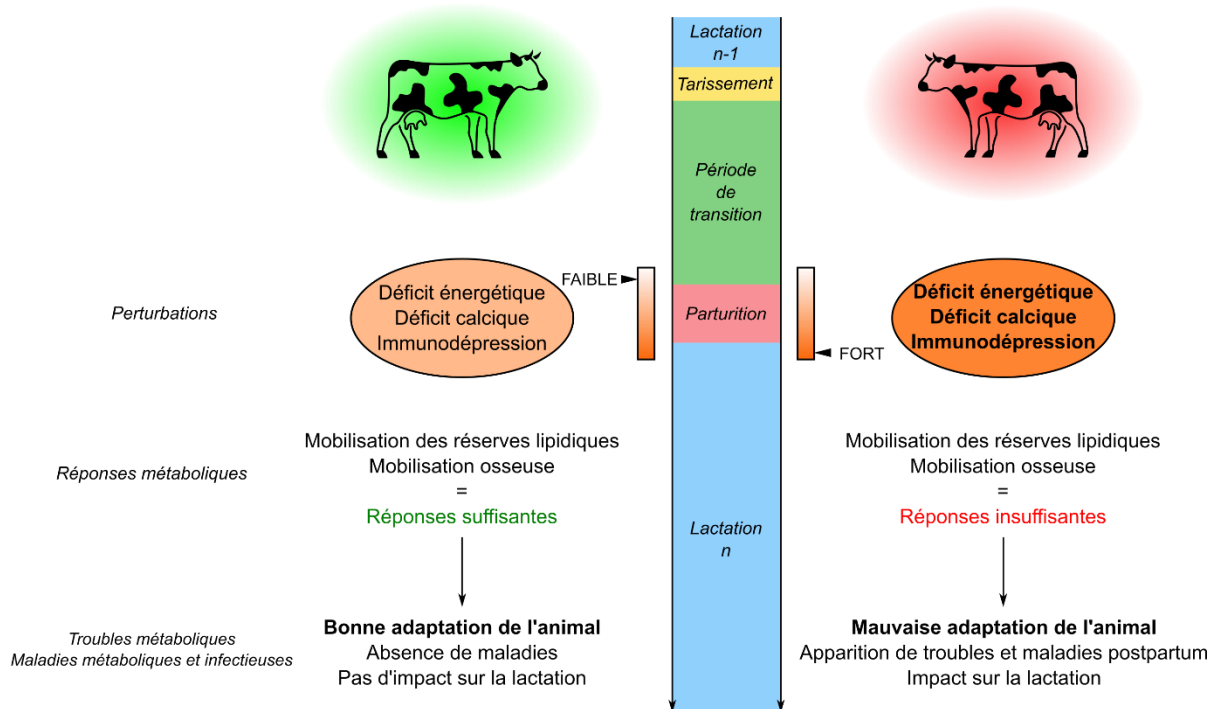 Lactation
n-1
Tarissement
Période
de
transition
Parturition
Lactation
n
Perturbations
Déficit énergétique
Déficit calcique
Immunodépression
FAIBLE
FORT
Déficit énergétique
Déficit calcique
Immunodépression
Réponses métaboliques
Mobilisation des réserves lipidiques
Mobilisation osseuse
=
Réponses suffisantes
Mobilisation des réserves lipidiques
Mobilisation osseuse
=
Réponses insuffisantes
Troubles métaboliques
Maladies métaboliques et infectieuses
Bonne adaptation de l'animal
Absence de maladies
Pas d'impact sur la lactation
Mauvaise adaptation de l'animal
Apparition de troubles et maladies postpartum
Impact sur la lactation